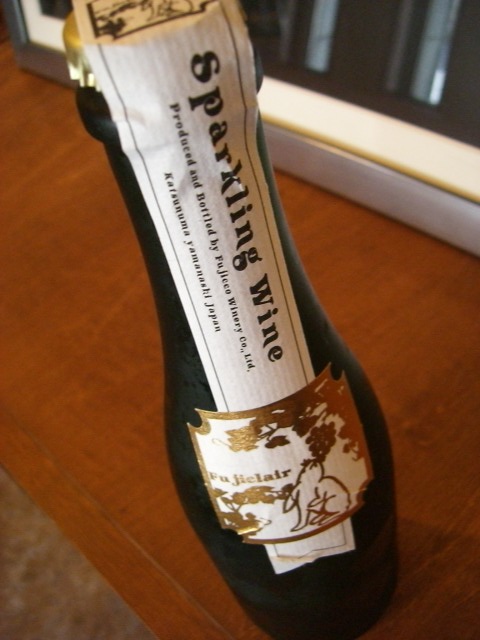 Sparkling Wine
Produced and Bottled by Fujicco Winery Co., Ltd.
Katsunuma Yamanashi Japan
Fujiclair